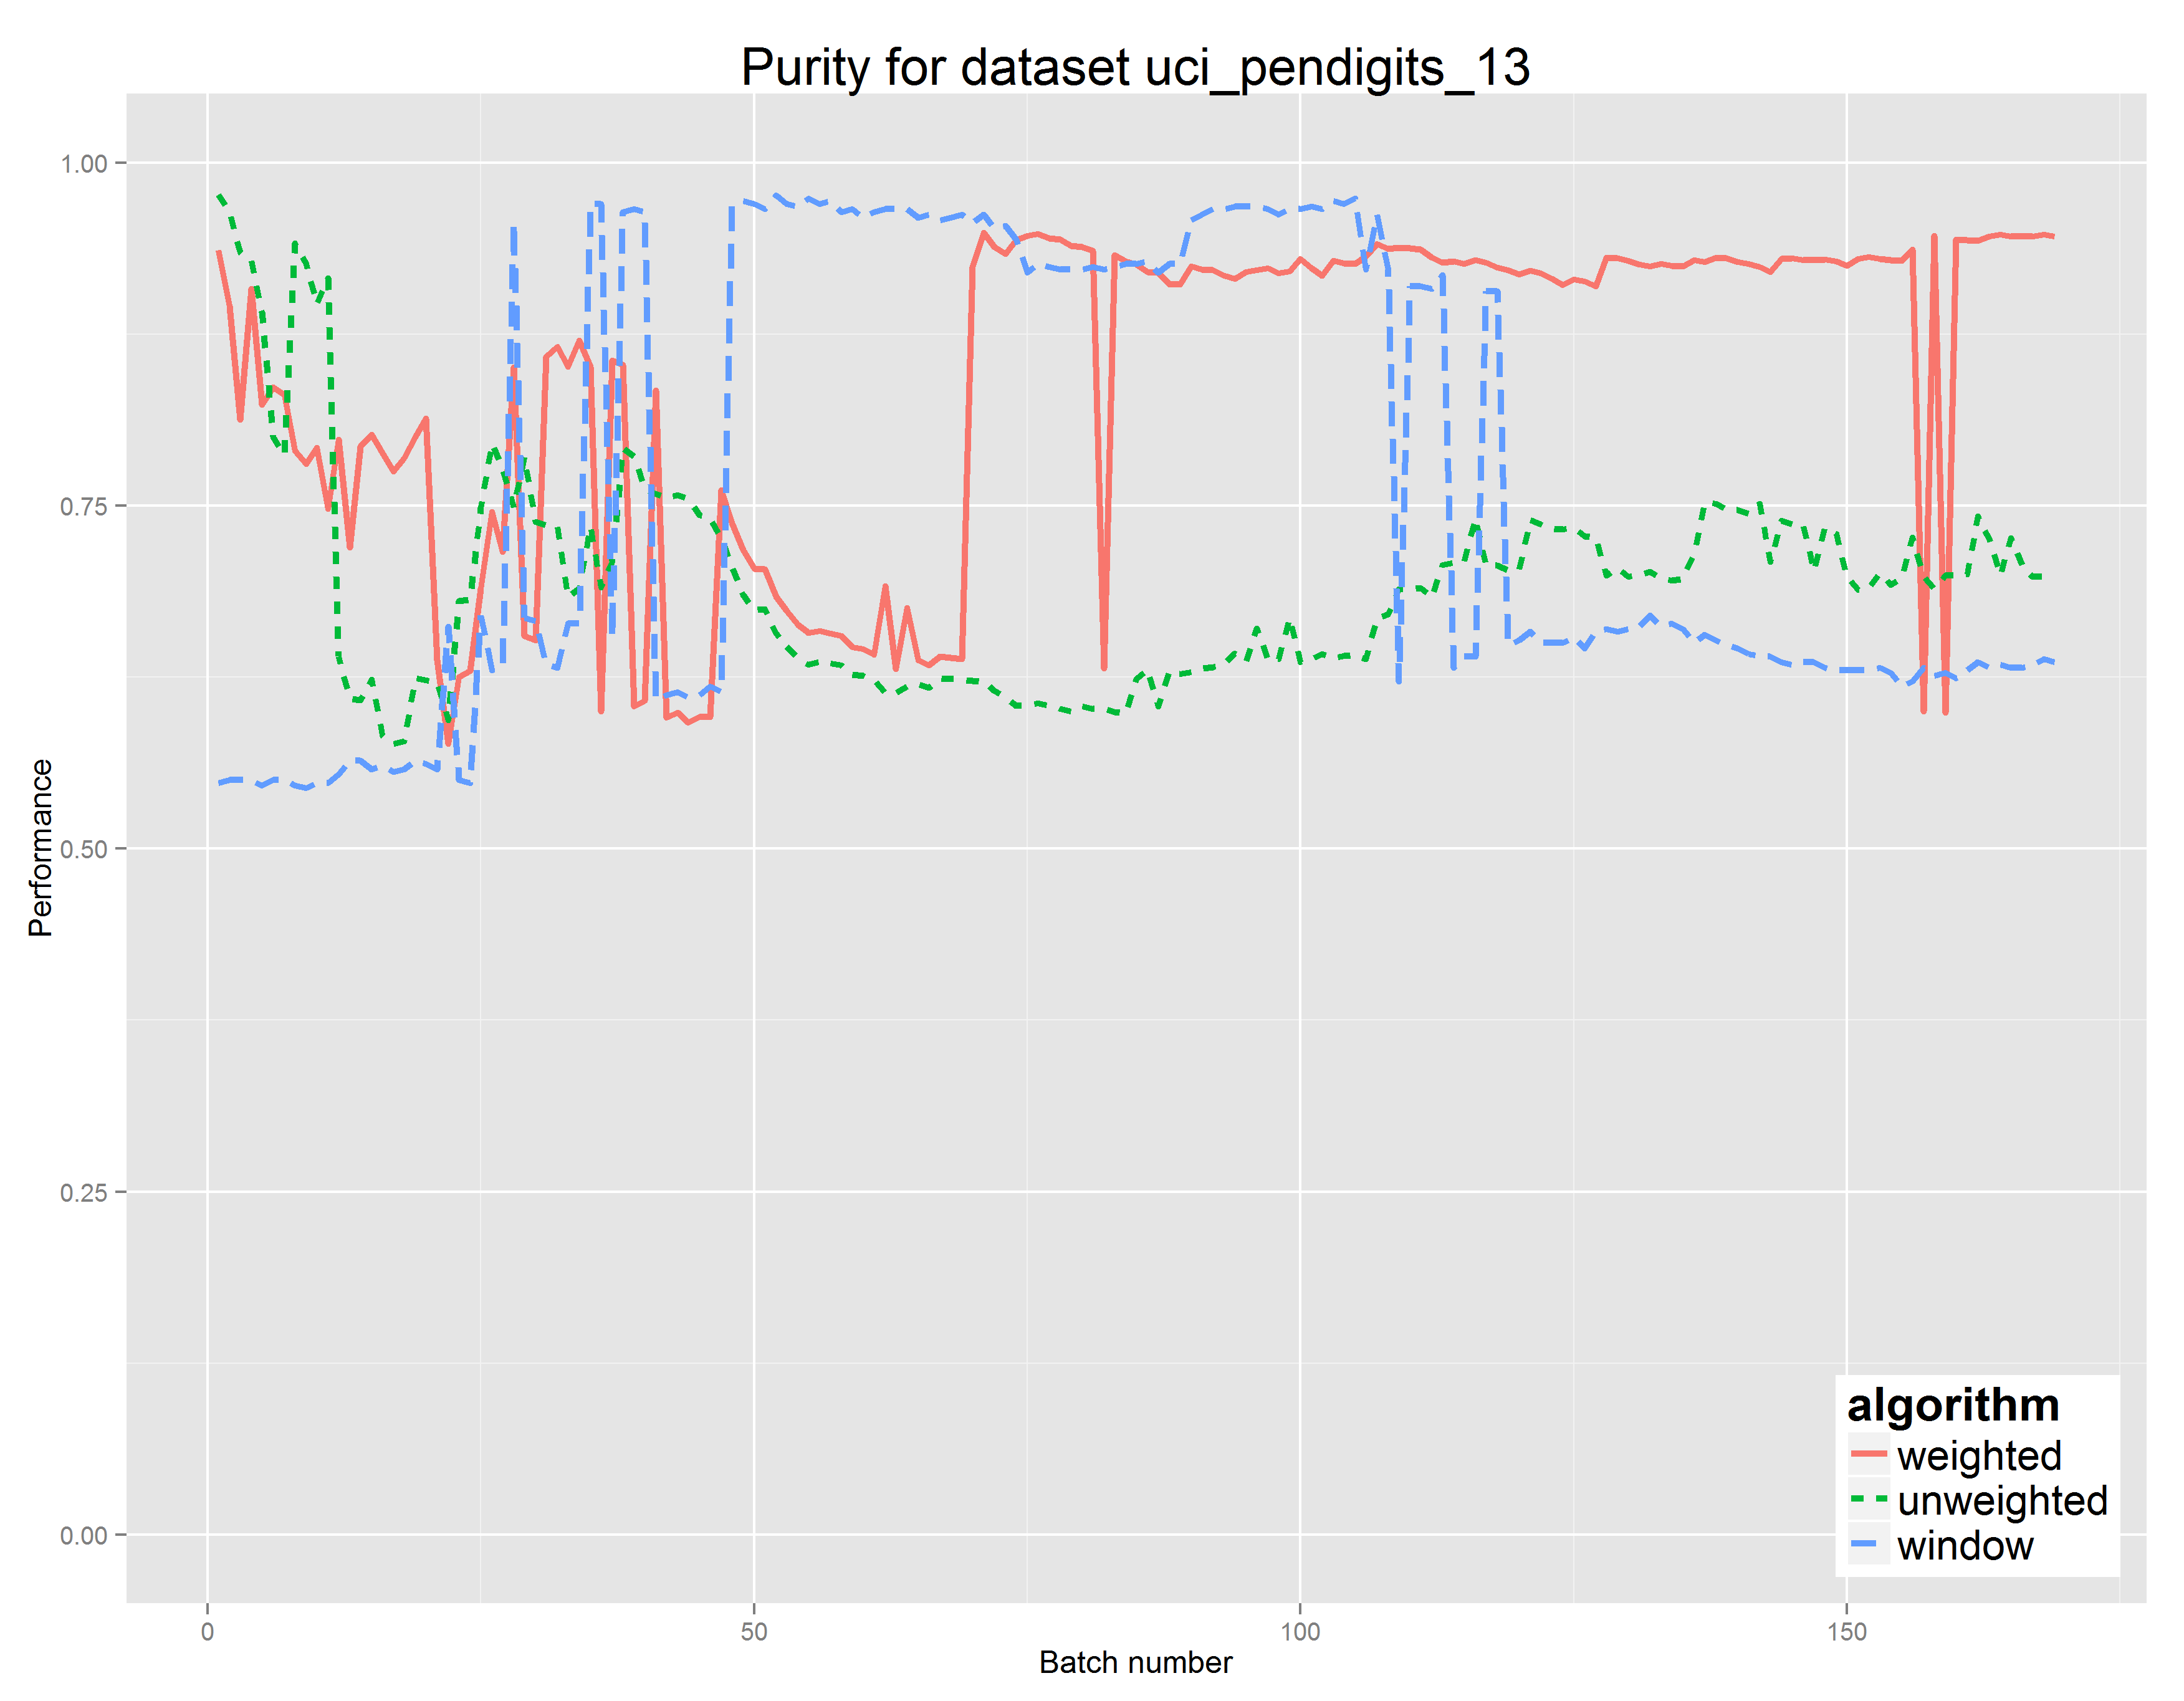 Purity for dataset uci_pendigits_13
1.00
0.75
0.50
0.25
0.00
Performance
0
50
100
150
Batch number
algorithm
weighted
unweighted
window